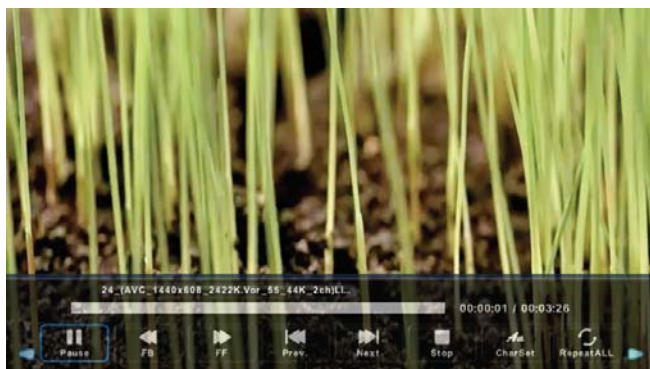 24_(AVC_1440x608_2422K.Vor_55_44K_2ch)LI...
00:00:01 / 00:03:26
Pause FB FF Prev. Next Stop CharSet RepeatALL